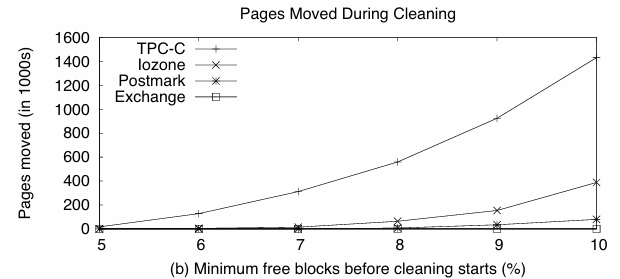 Pages Moved During Cleaning
Pages moved (in 1000s)
1600
1400
1200
1000
800
600
400
200
0
TPC-C
Iozone
Postmark
Exchange
5 6 7 8 9 10
(b) Minimum free blocks before cleaning starts (%)